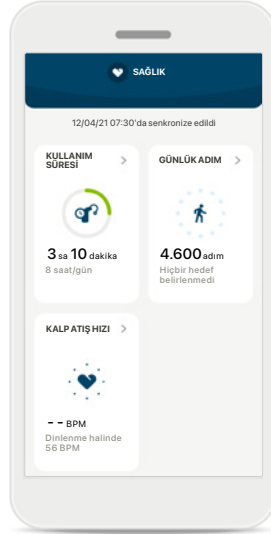 SAĞLIK
12/04/21 07:30'da senkronize edildi
KULLANIM
SÜRESİ
3 sa 10 dakika
8 saat/gün
GÜNLÜK ADIM
4.600 adım
Hiçbir hedef
belirlenmedi
KALP ATIŞ HIZI
-- BPM
Dinlenme halinde
56 BPM